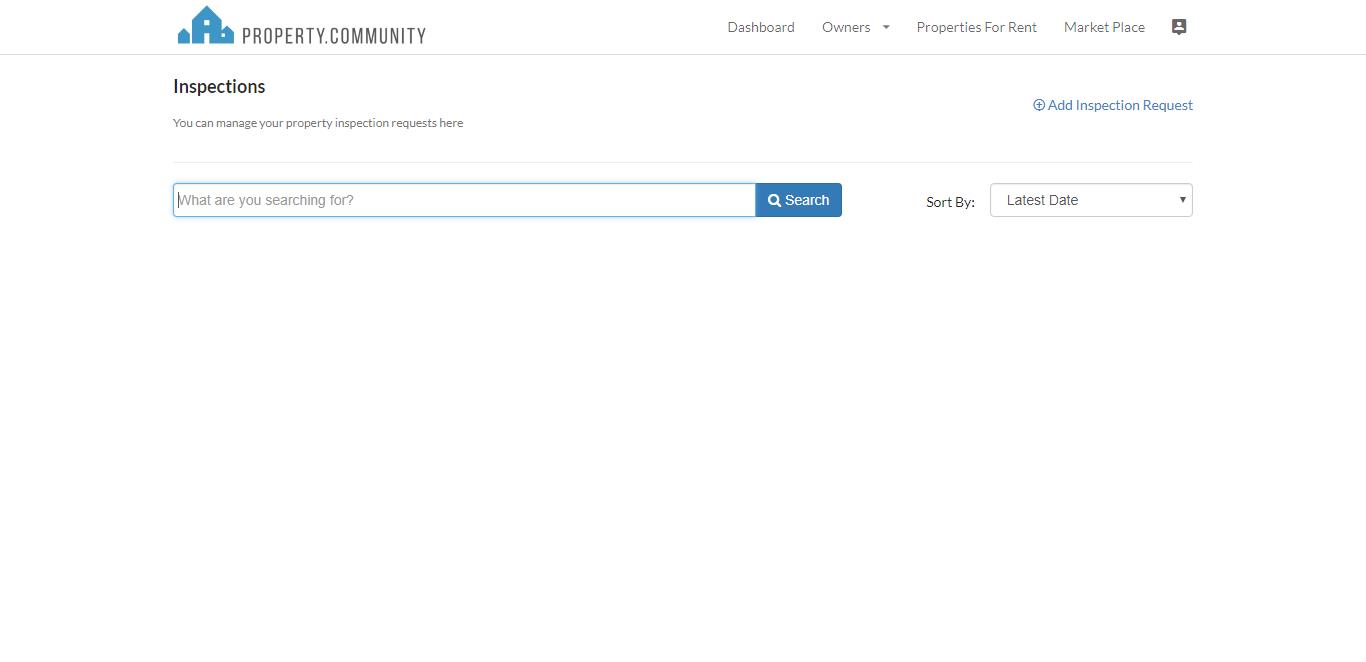 PROPERTY.COMMUNITY
Dashboard Owners Properties For Rent Market Place
Inspections
Add Inspection Request
You can manage your property inspection requests here
What are you searching for? Search Sort By: Latest Date